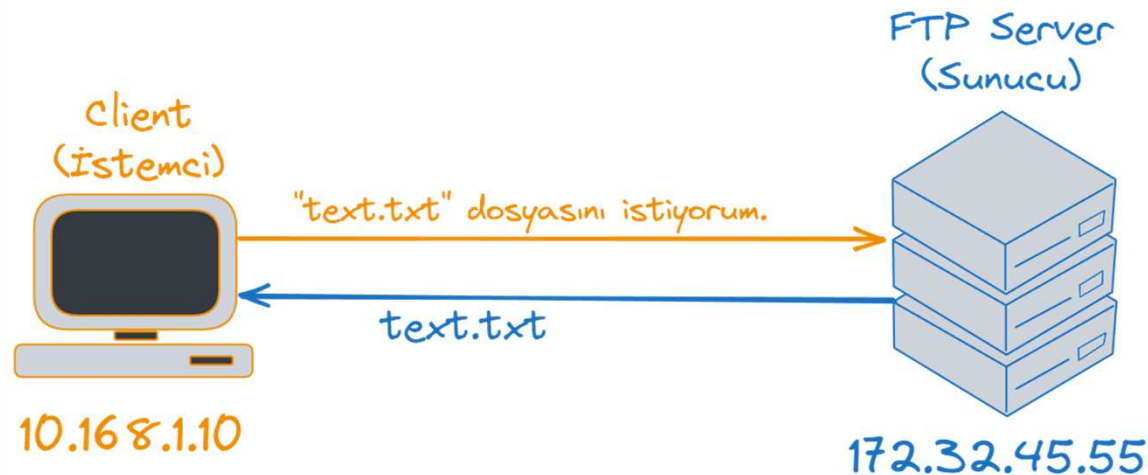 FTP Server
(Sunucu)
Client
(İstemci)
"text.txt" dosyasını istiyorum.
text.txt
10.168.1.10
172.32.45.55